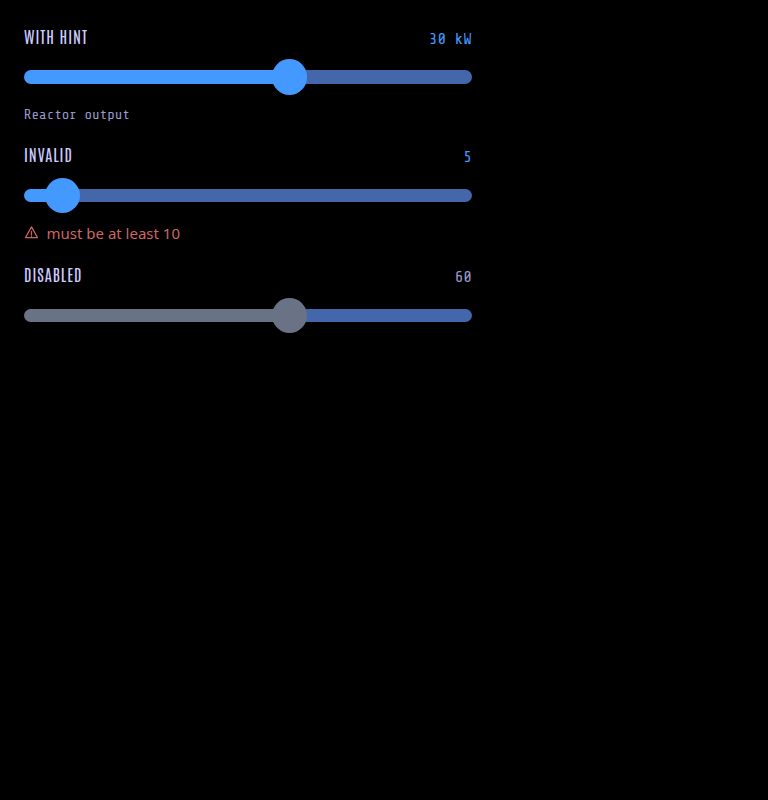 WITH HINT 30 kW
Reactor output
INVALID 5
must be at least 10
DISABLED 60